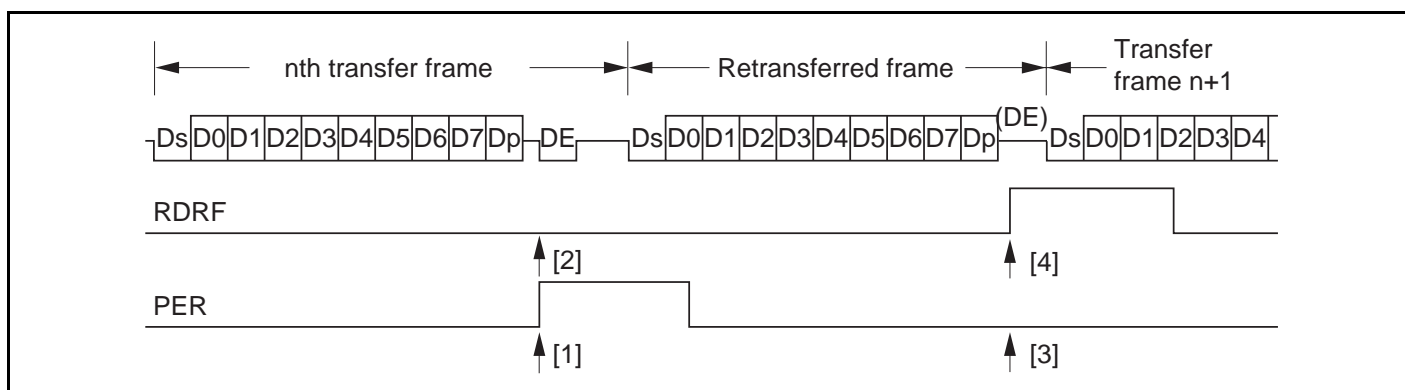 nth transfer frame
Retransferred frame
Transfer
frame n+1
Ds D0 D1 D2 D3 D4 D5 D6 D7 Dp DE Ds D0 D1 D2 D3 D4 D5 D6 D7 Dp (DE) Ds D0 D1 D2 D3 D4
RDRF
[2] [4]
PER
[1] [3]